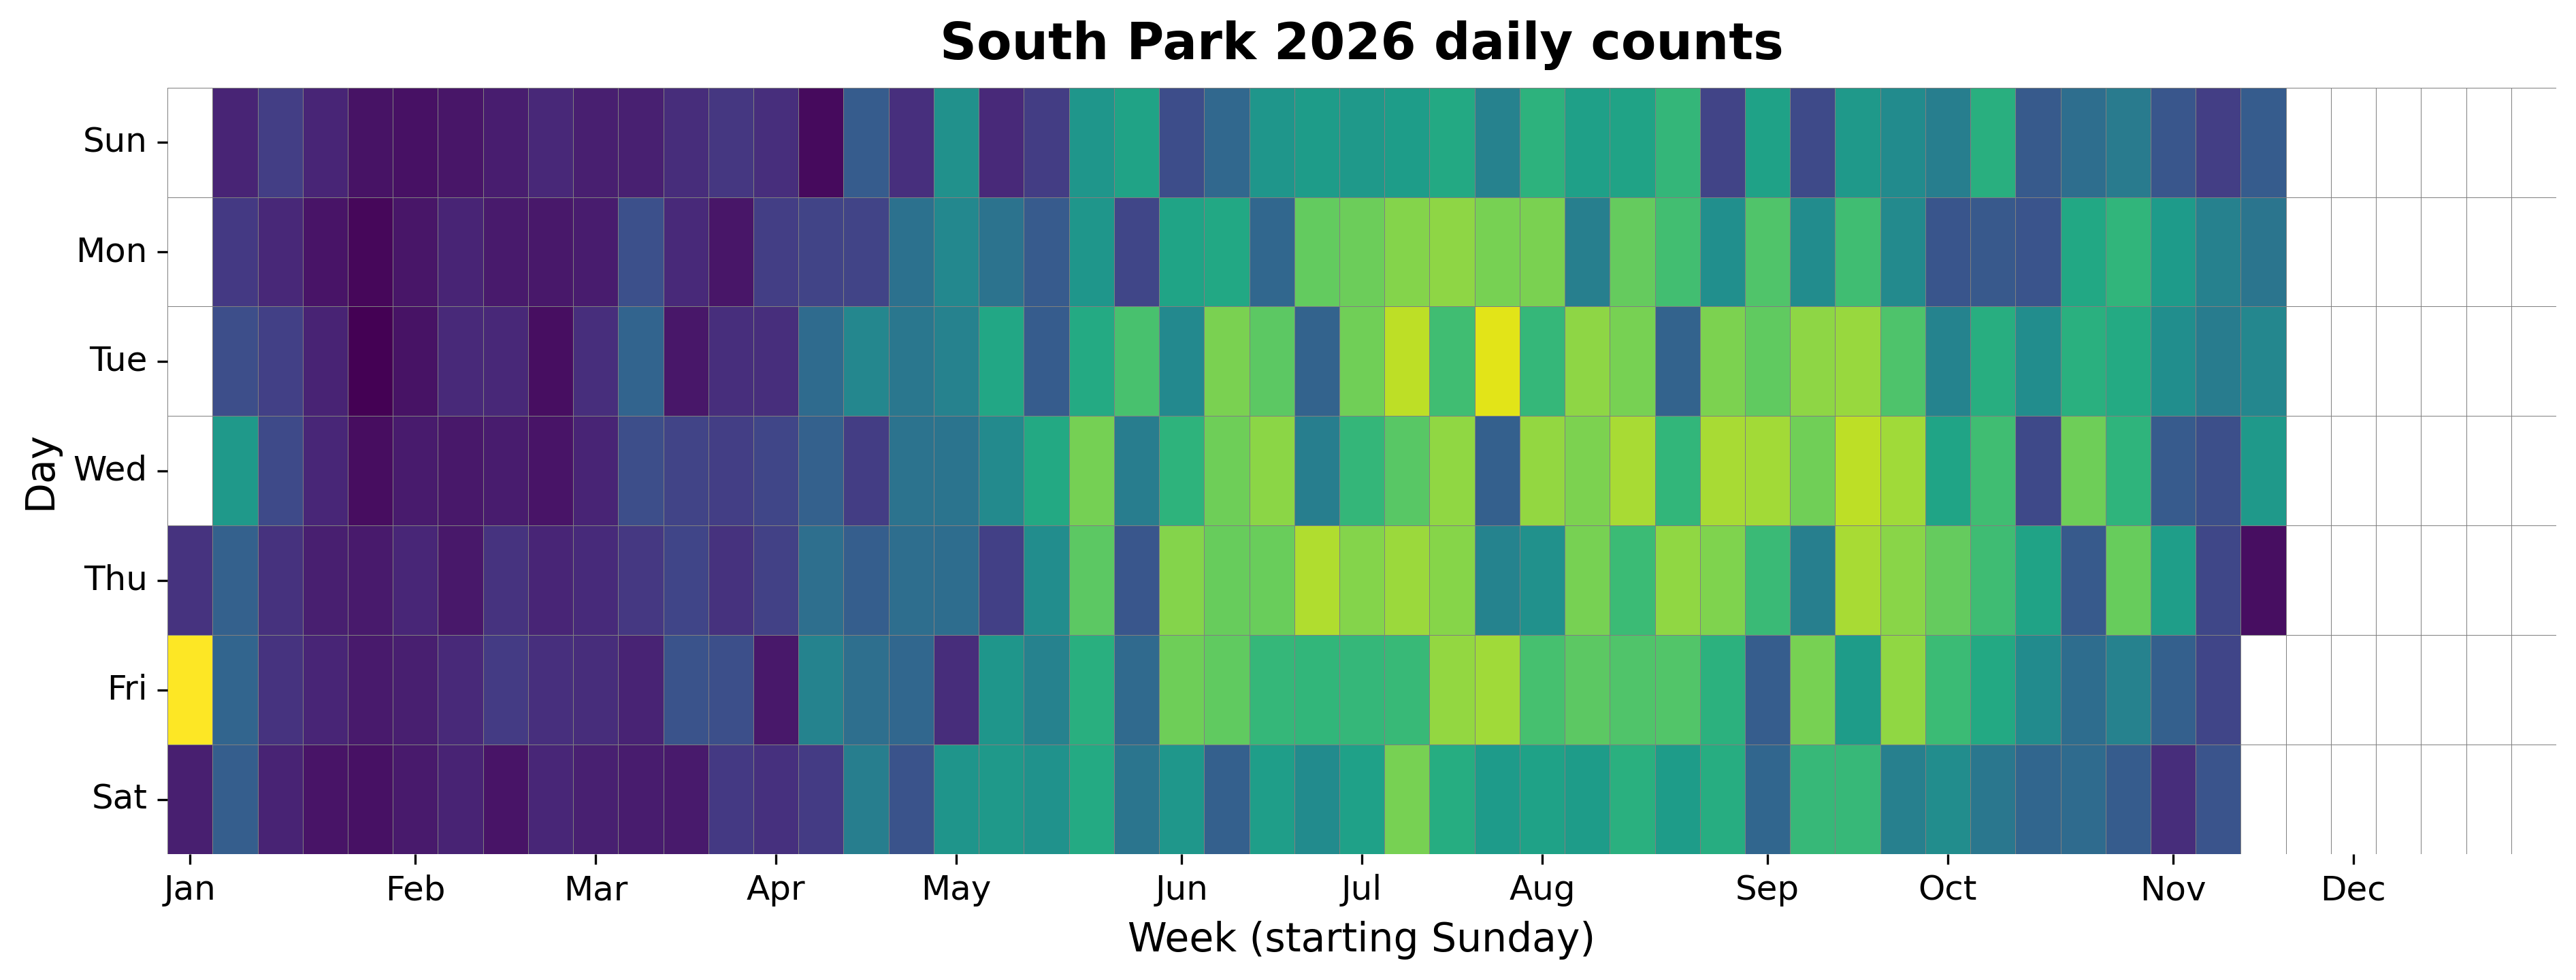 South Park 2026 daily counts
Day
Sun
Mon
Tue
Wed
Thu
Fri
Sat
Jan Feb Mar Apr May Jun Jul Aug Sep Oct Nov Dec
Week (starting Sunday)